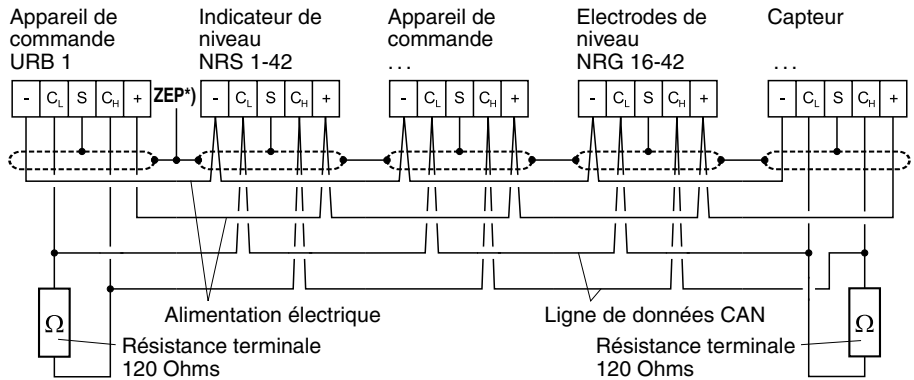 Appareil de commande URB 1
Indicateur de niveau NRS 1-42
Appareil de commande ...
Electrodes de niveau NRG 16-42
Capteur ...
- CL S CH +
ZEP*)
- CL S CH +
- CL S CH +
- CL S CH +
- CL S CH +
Alimentation électrique
Ligne de données CAN
Ω
Résistance terminale
120 Ohms
Résistance terminale
120 Ohms
Ω